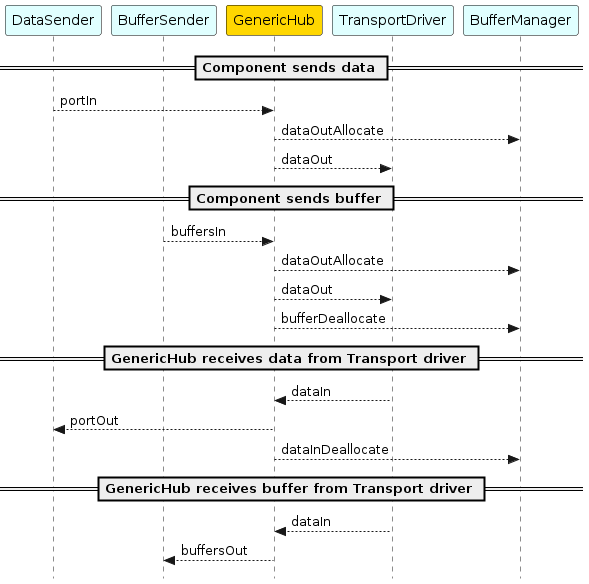 DataSender BufferSender GenericHub TransportDriver BufferManager
Component sends data
portIn
dataOutAllocate
dataOut
Component sends buffer
buffersIn
dataOutAllocate
dataOut
bufferDeallocate
GenericHub receives data from Transport driver
dataIn
portOut
dataInDeallocate
GenericHub receives buffer from Transport driver
dataIn
buffersOut